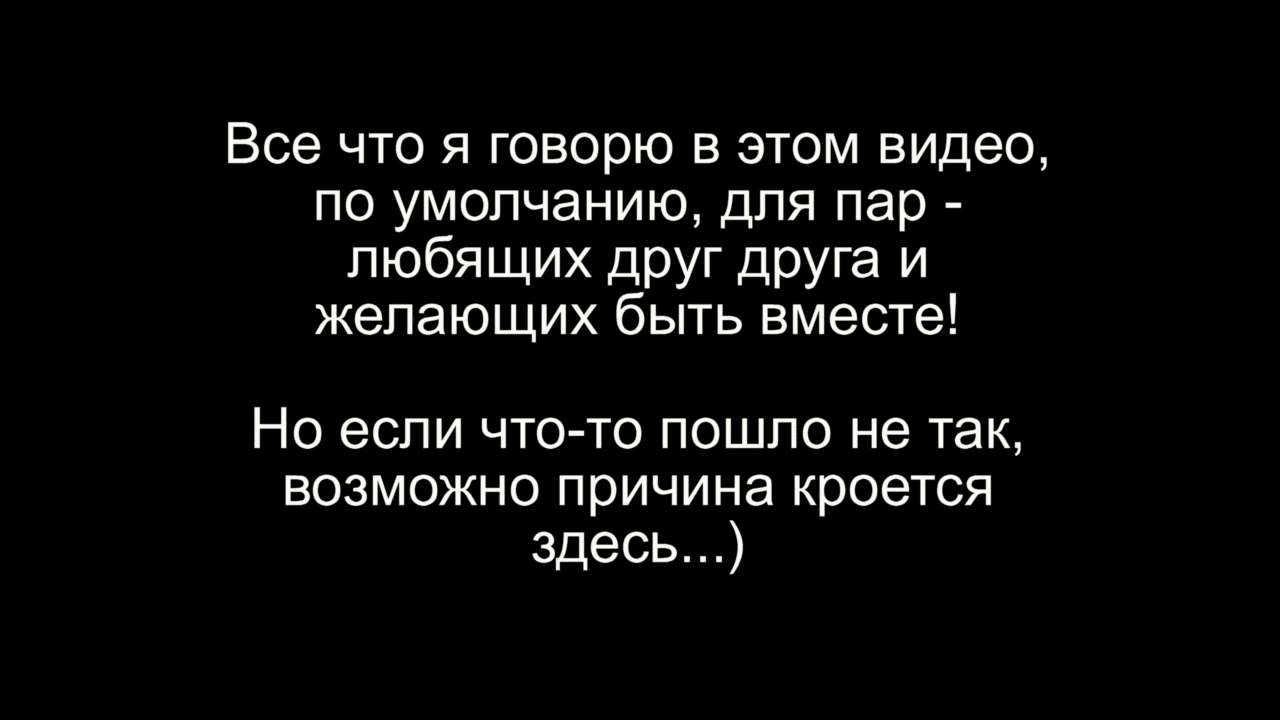 Все что я говорю в этом видео,
по умолчанию, для пар -
любящих друг друга и
желающих быть вместе!
Но если что-то пошло не так,
возможно причина кроется
здесь...)